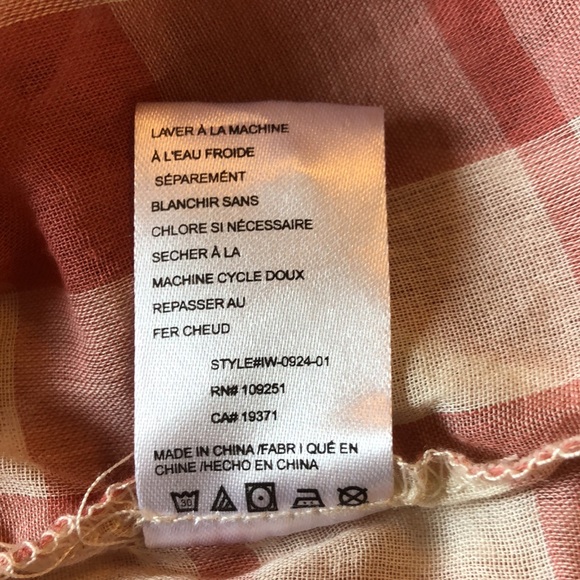 LAVER À LA MACHINE
À L'EAU FROIDE
SÉPAREMENT
BLANCHIR SANS
CHLORE SI NÉCESSAIRE
SECHER À LA
MACHINE CYCLE DOUX
REPASSER AU
FER CHEUD
STYLE#IW-0924-01
RN# 109251
CA# 19371
MADE IN CHINA /FABR I QUÉ EN
CHINE /HECHO EN CHINA
30